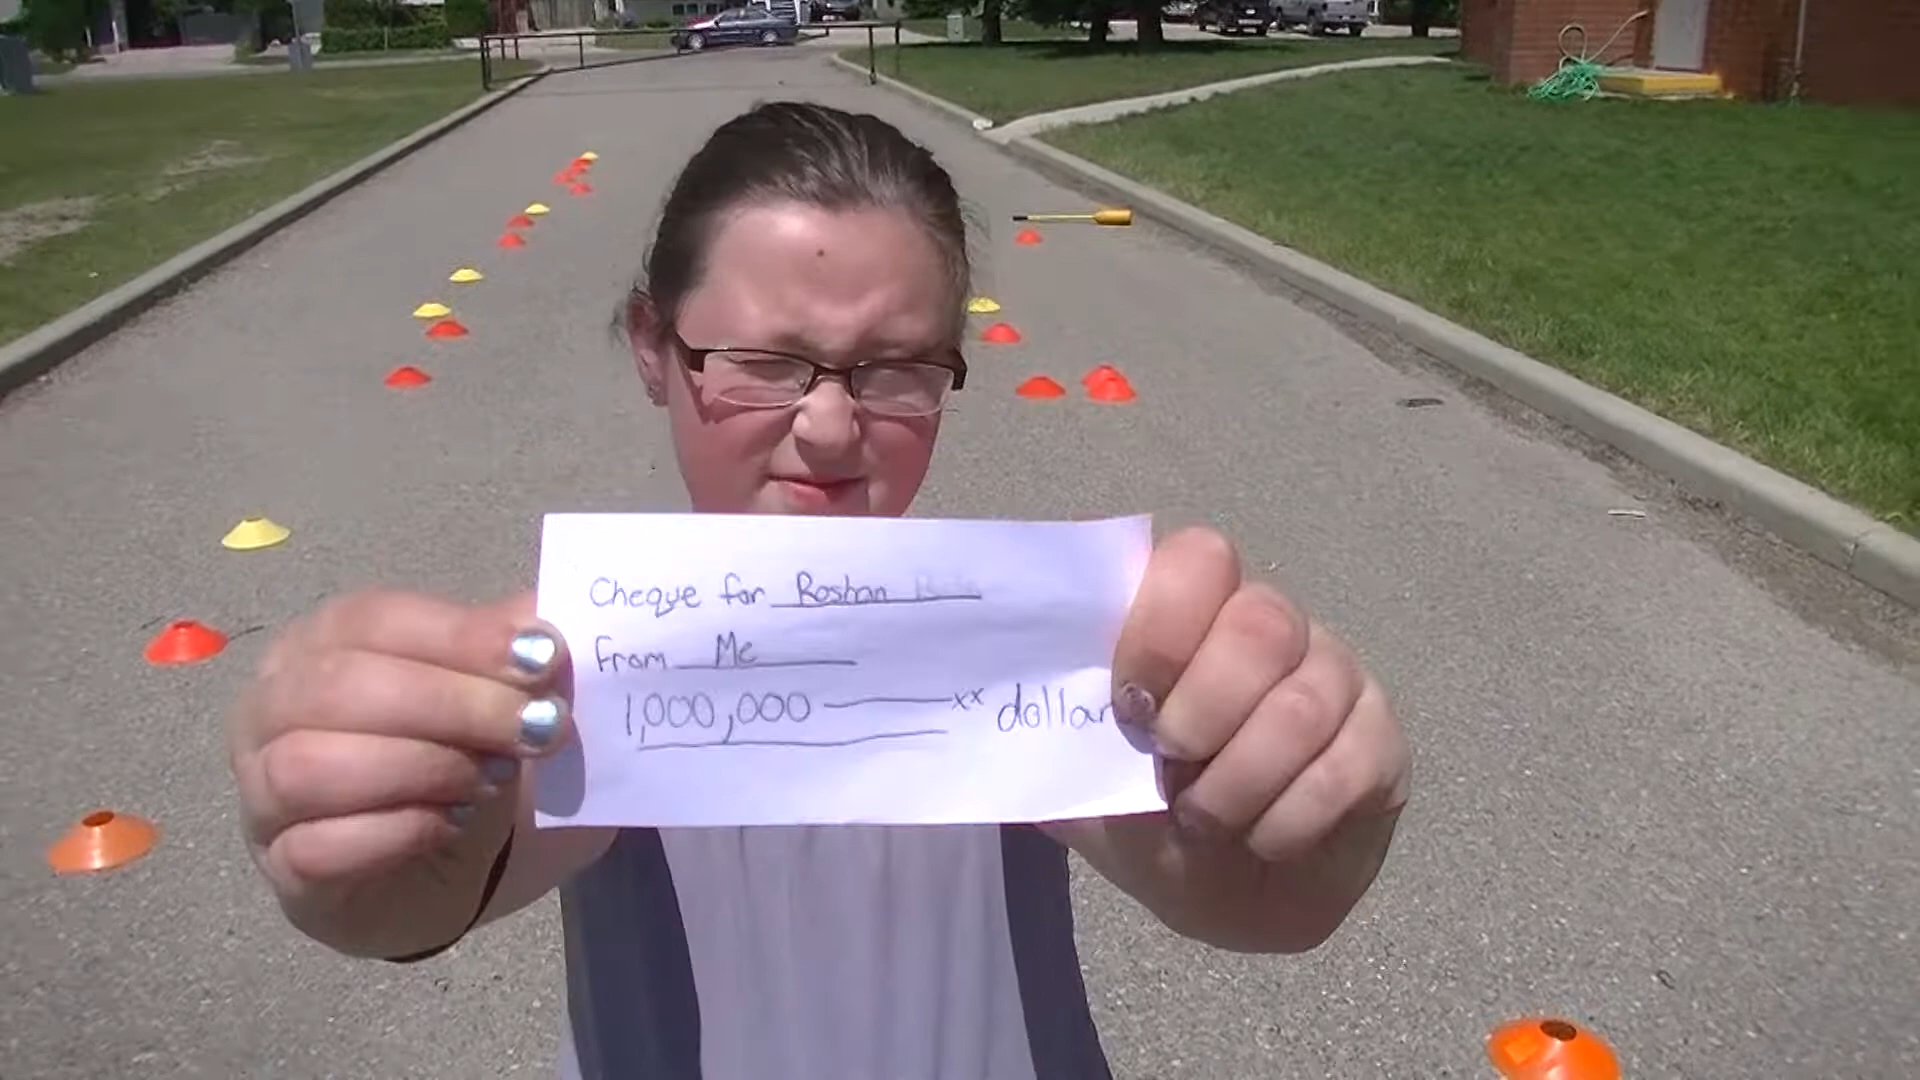 Cheque for Roshan
From Me
1,000,000 xx dollar